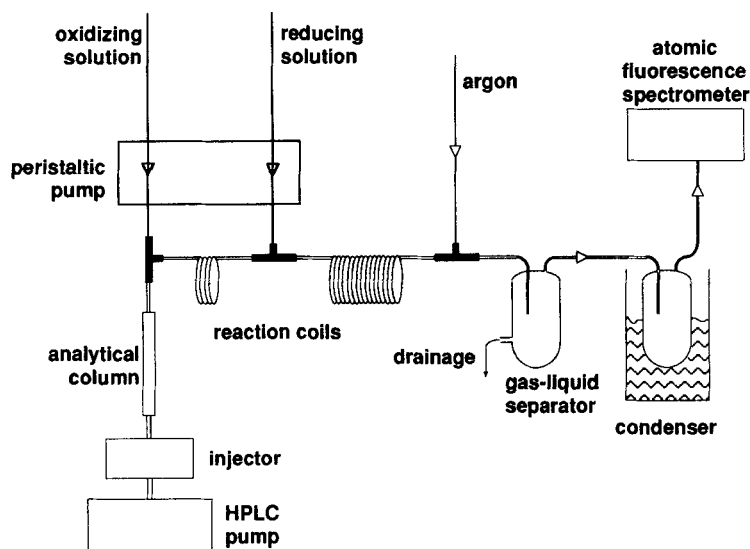 oxidizing
solution
reducing
solution
argon
atomic
fluorescence
spectrometer
peristaltic
pump
reaction coils
analytical
column
drainage
gas-liquid
separator
condenser
injector
HPLC
pump